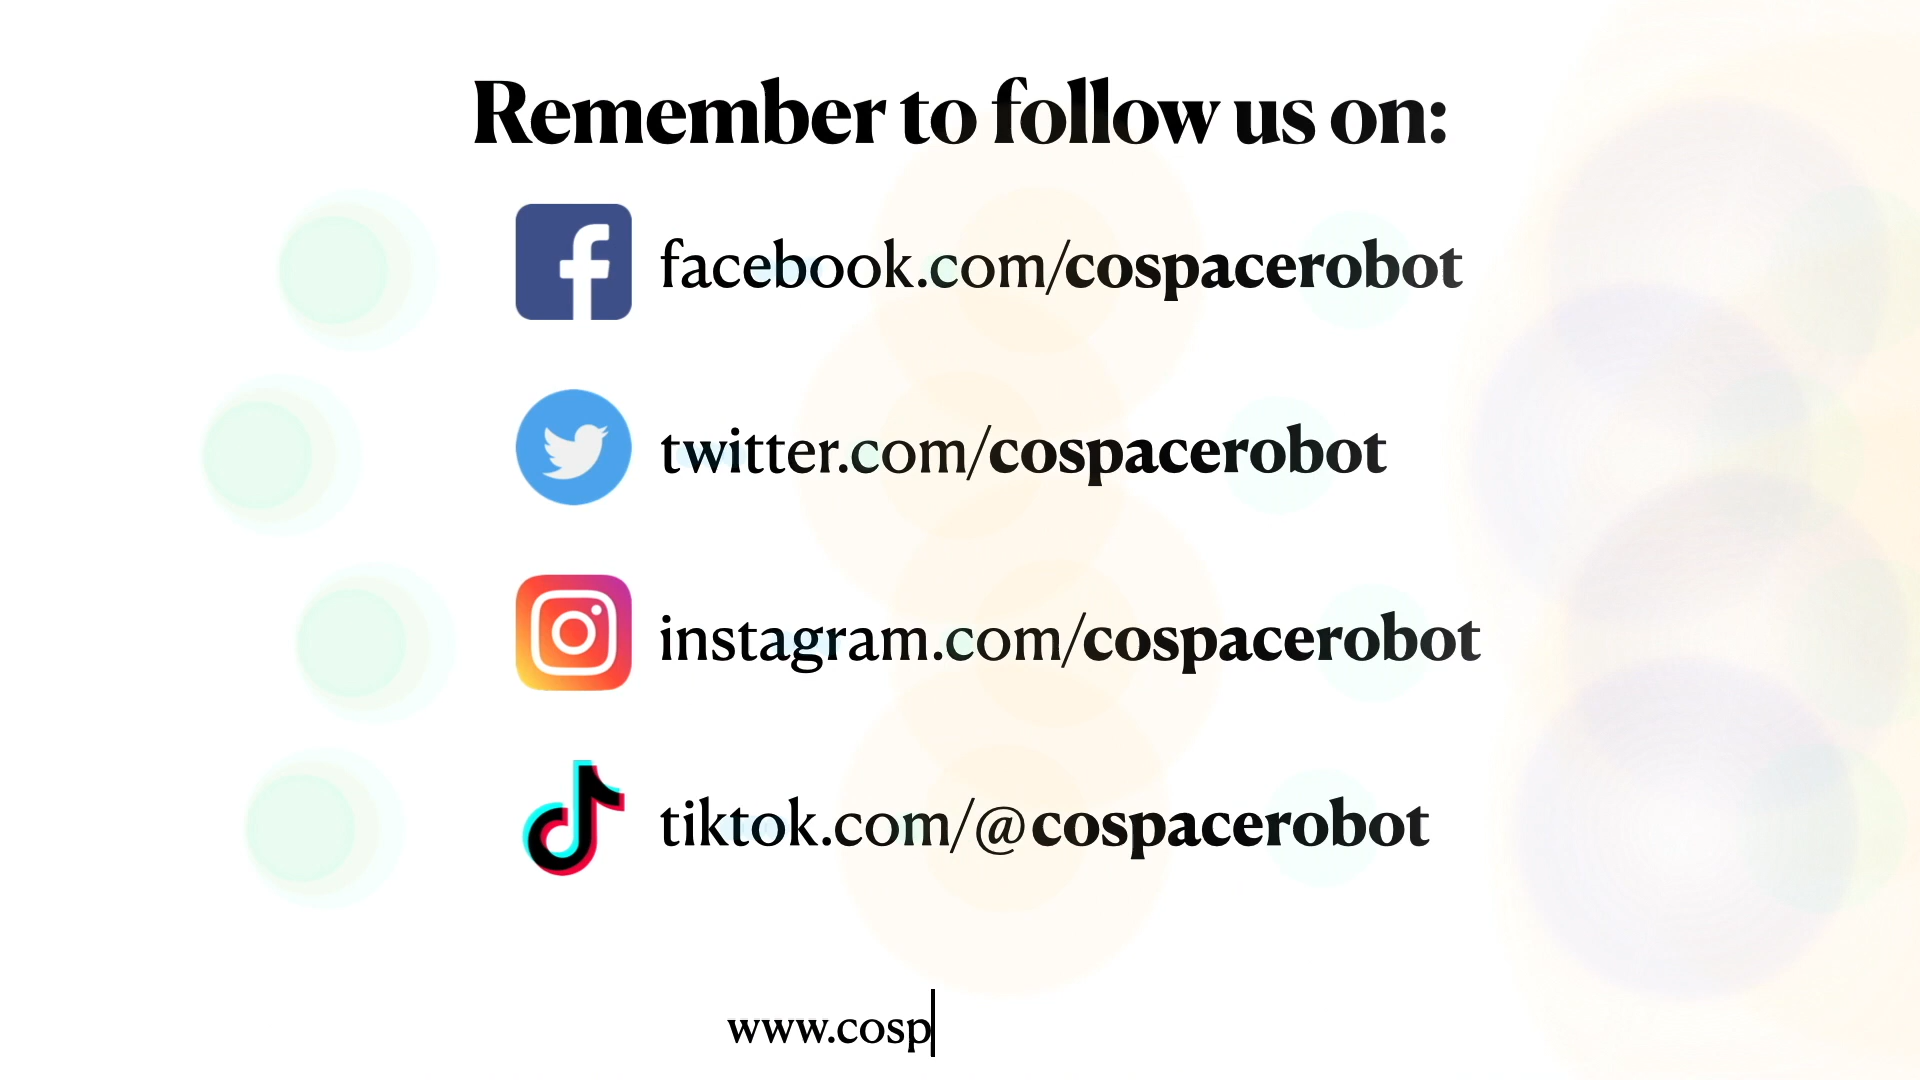 Remember to follow us on:
facebook.com/cospacerobot
twitter.com/cospacerobot
instagram.com/cospacerobot
tiktok.com/@cospacerobot
www.cosp